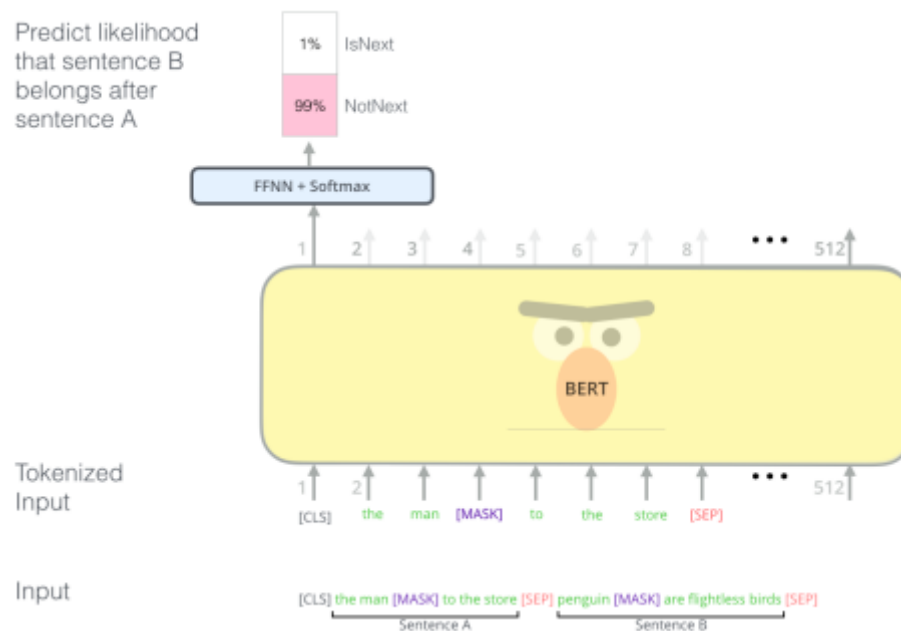 Predict likelihood
that sentence B
belongs after
sentence A
1% IsNext
99% NotNext
FFNN + Softmax
1 2 3 4 5 6 7 8 ••• 512
BERT
Tokenized
Input
1 2 ••• 512
[CLS] the man [MASK] to the store [SEP]
Input
[CLS] the man [MASK] to the store [SEP] penguin [MASK] are flightless birds [SEP]
Sentence A Sentence B